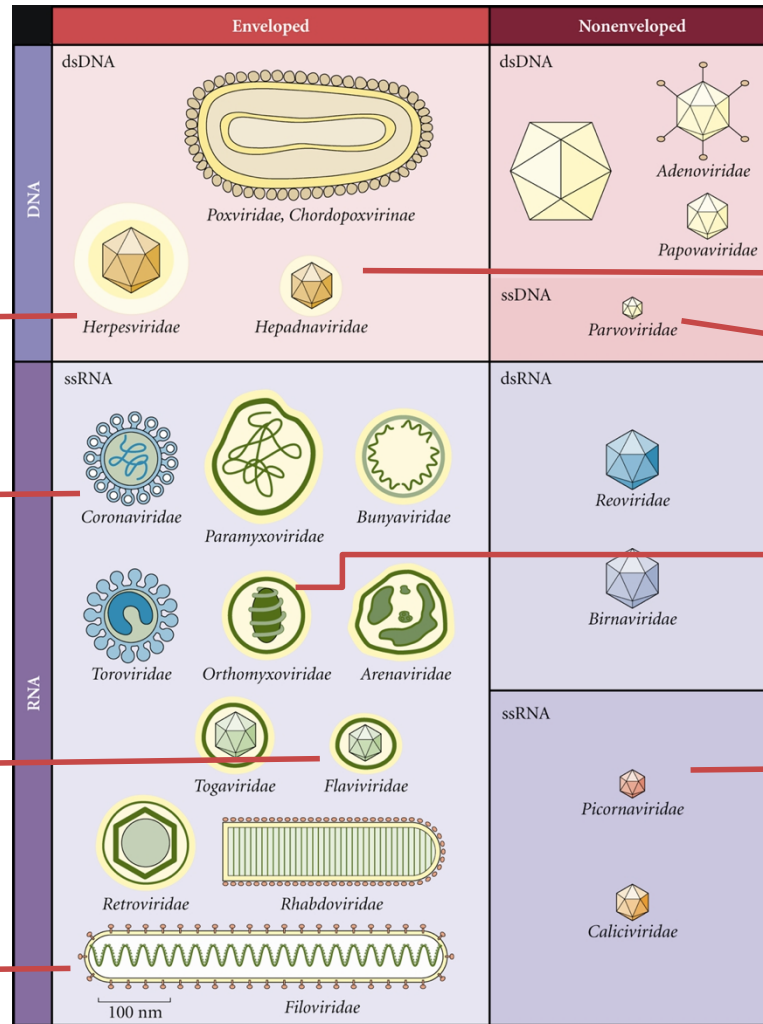 Enveloped
Nonenveloped
DNA
dsDNA
Poxviridae, Chordopoxvirinae
Herpesviridae
Hepadnaviridae
dsDNA
Adenoviridae
Papovaviridae
ssDNA
Parvoviridae
RNA
ssRNA
Coronaviridae
Paramyxoviridae
Bunyaviridae
Toroviridae
Orthomyxoviridae
Arenaviridae
Togaviridae
Flaviviridae
Retroviridae
Rhabdoviridae
100 nm
Filoviridae
dsRNA
Reoviridae
Birnaviridae
ssRNA
Picornaviridae
Caliciviridae